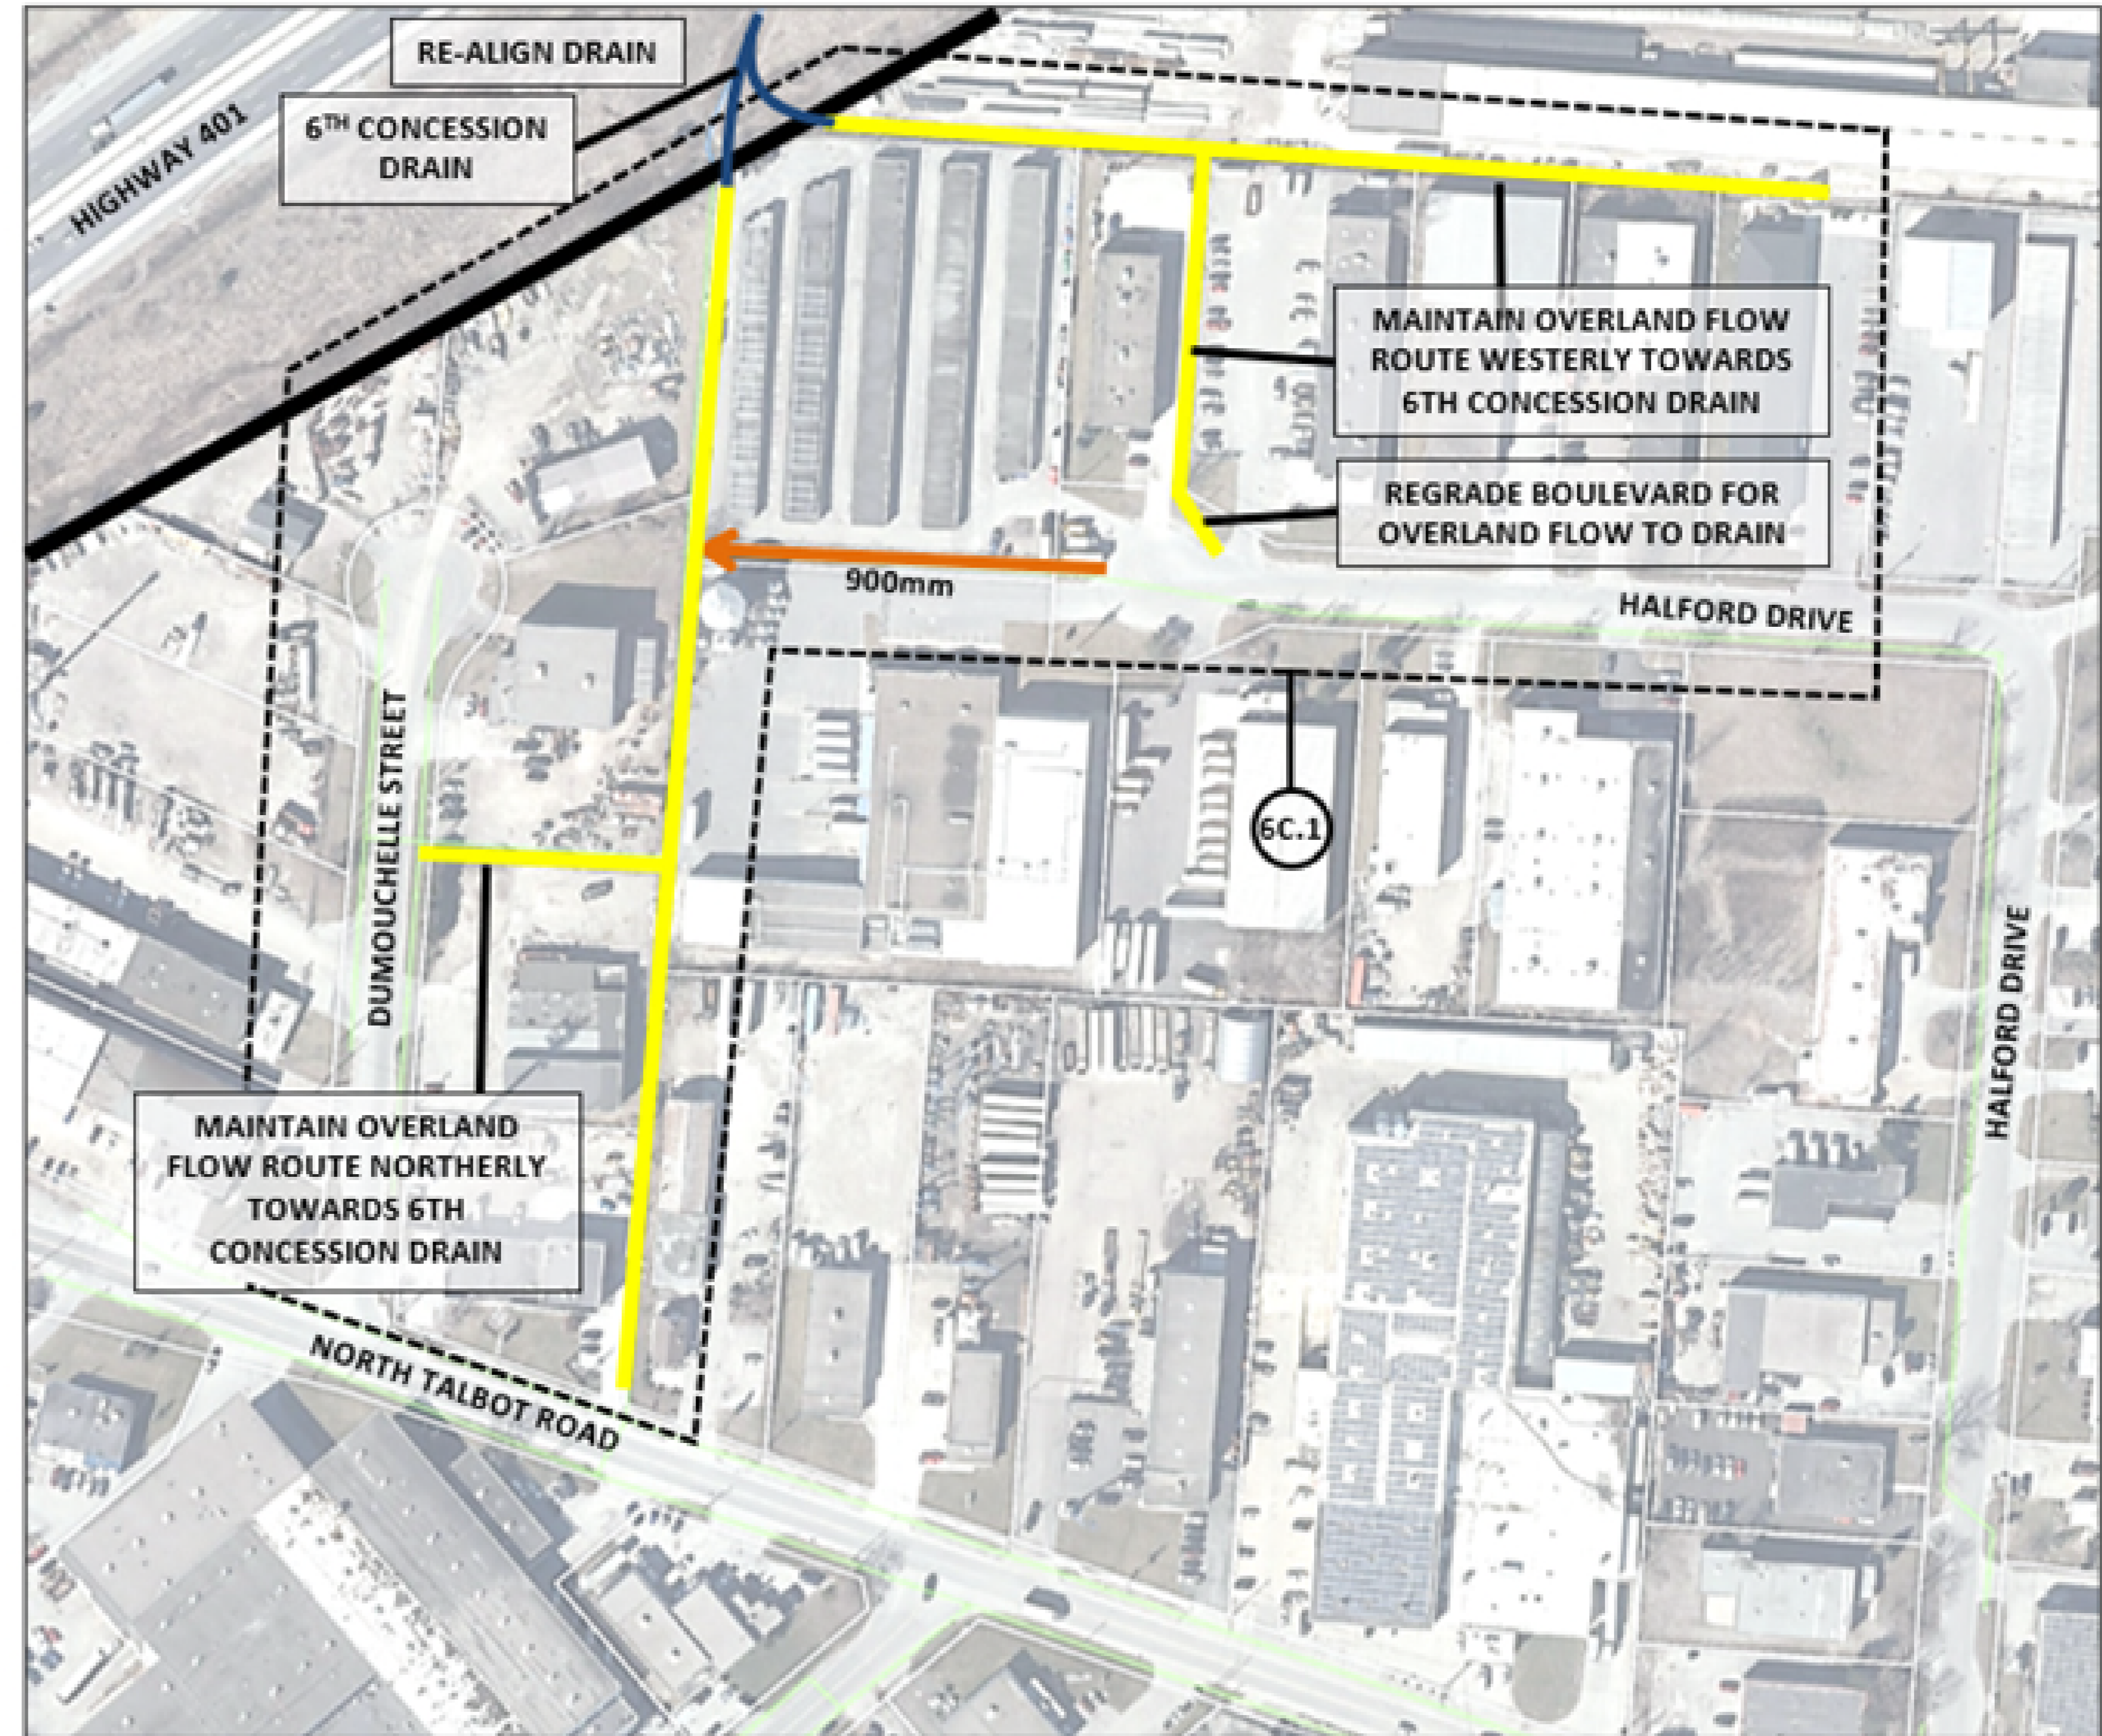 RE-ALIGN DRAIN
6TH CONCESSION
DRAIN
HIGHWAY 401
MAINTAIN OVERLAND FLOW
ROUTE WESTERLY TOWARDS
6TH CONCESSION DRAIN
REGRADE BOULEVARD FOR
OVERLAND FLOW TO DRAIN
900mm
HALFORD DRIVE
6C.1
DUMOUCHELLE STREET
HALFORD DRIVE
MAINTAIN OVERLAND
FLOW ROUTE NORTHERLY
TOWARDS 6TH
CONCESSION DRAIN
NORTH TALBOT ROAD